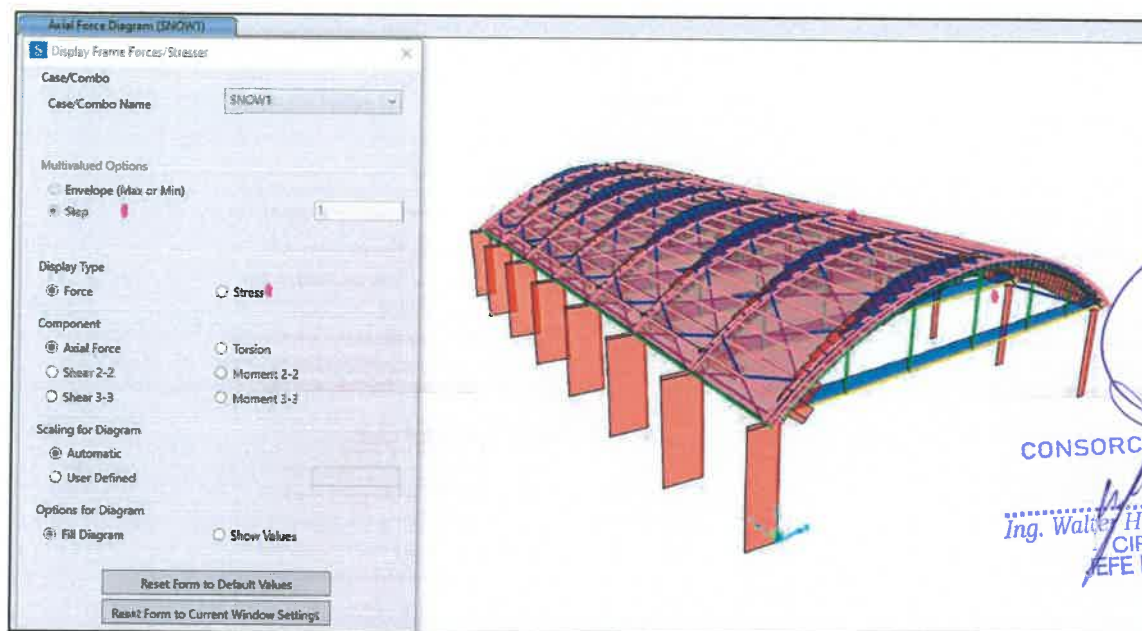 Axial Force Diagram (SNOW1)
S Display Frame Forces/Stresses
Case/Combo
Case/Combo Name SNOW1
Multivalued Options
Envelope (Max or Min)
Step 1
Display Type
Force Stress
Component
Axial Force Torsion
Shear 2-2 Moment 2-2
Shear 3-3 Moment 3-3
Scaling for Diagram
Automatic
User Defined
Options for Diagram
Fill Diagram Show Values
Reset Form to Default Values
Reset Form to Current Window Settings
CONSORC
Ing. Walter H
CIP
JEFE